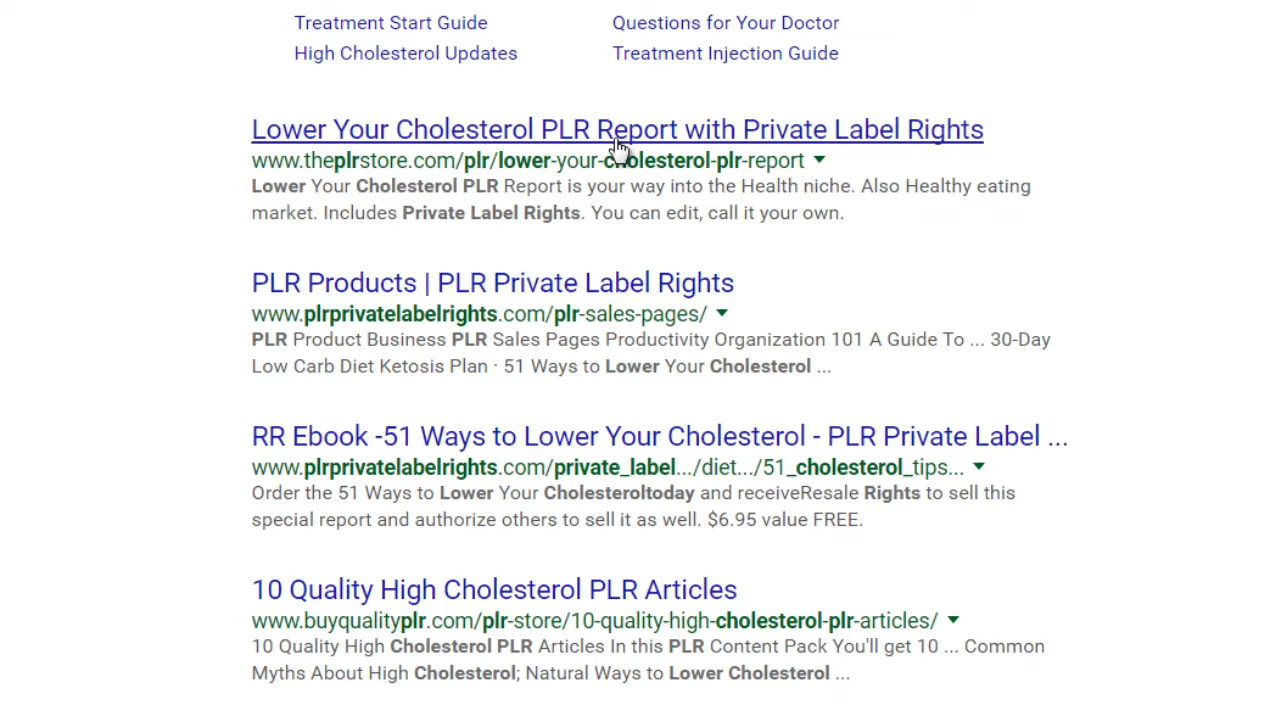 Treatment Start Guide Questions for Your Doctor
High Cholesterol Updates Treatment Injection Guide
Lower Your Cholesterol PLR Report with Private Label Rights
www.theplrstore.com/plr/lower-your-cholesterol-plr-report
Lower Your Cholesterol PLR Report is your way into the Health niche. Also Healthy eating
market. Includes Private Label Rights. You can edit, call it your own.
PLR Products | PLR Private Label Rights
www.plrprivatelabelrights.com/plr-sales-pages/
PLR Product Business PLR Sales Pages Productivity Organization 101 A Guide To ... 30-Day
Low Carb Diet Ketosis Plan · 51 Ways to Lower Your Cholesterol ...
RR Ebook -51 Ways to Lower Your Cholesterol - PLR Private Label ...
www.plrprivatelabelrights.com/private_label.../diet.../51_cholesterol_tips...
Order the 51 Ways to Lower Your Cholesteroltoday and receiveResale Rights to sell this
special report and authorize others to sell it as well. $6.95 value FREE.
10 Quality High Cholesterol PLR Articles
www.buyqualityplr.com/plr-store/10-quality-high-cholesterol-plr-articles/
10 Quality High Cholesterol PLR Articles In this PLR Content Pack You'll get 10 ... Common
Myths About High Cholesterol; Natural Ways to Lower Cholesterol ...